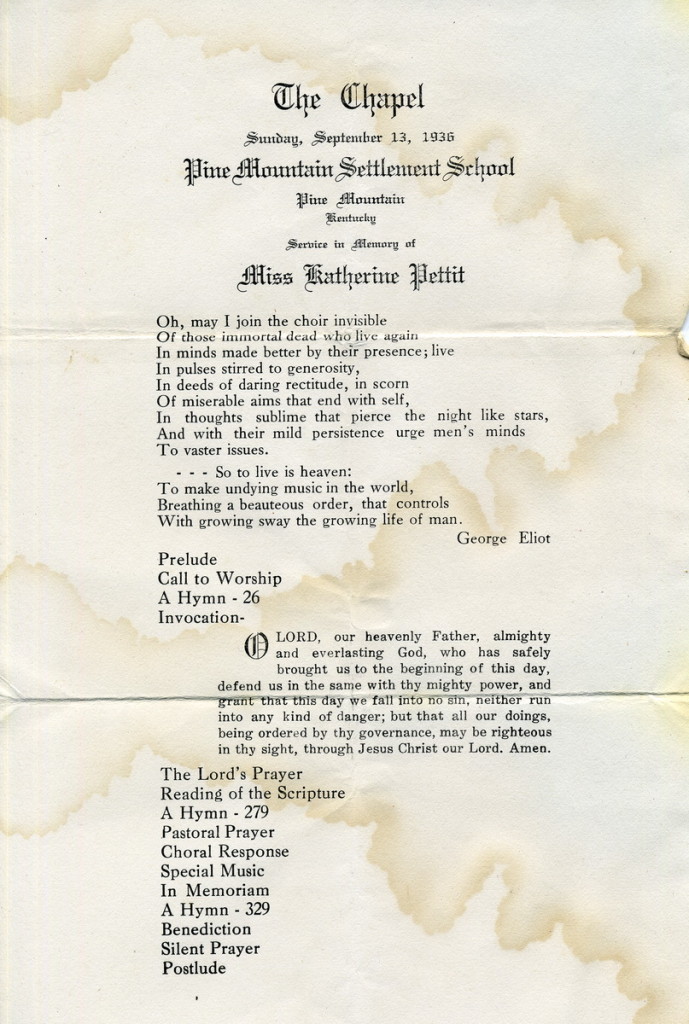 The Chapel
Sunday, September 13, 1936
Pine Mountain Settlement School
Pine Mountain
Kentucky
Service in Memory of
Miss Katherine Pettit
Oh, may I join the choir invisible
Of those immortal dead who live again
In minds made better by their presence; live
In pulses stirred to generosity,
In deeds of daring rectitude, in scorn
Of miserable aims that end with self,
In thoughts sublime that pierce the night like stars,
And with their mild persistence urge men's minds
To vaster issues.
- - - So to live is heaven:
To make undying music in the world,
Breathing a beauteous order, that controls
With growing sway the growing life of man.
George Eliot
Prelude
Call to Worship
A Hymn - 26
Invocation-
O LORD, our heavenly Father, almighty
and everlasting God, who has safely
brought us to the beginning of this day,
defend us in the same with thy mighty power, and
grant that this day we fall into no sin, neither run
into any kind of danger; but that all our doings,
being ordered by thy governance, may be righteous
in thy sight, through Jesus Christ our Lord. Amen.
The Lord's Prayer
Reading of the Scripture
A Hymn - 279
Pastoral Prayer
Choral Response
Special Music
In Memoriam
A Hymn - 329
Benediction
Silent Prayer
Postlude